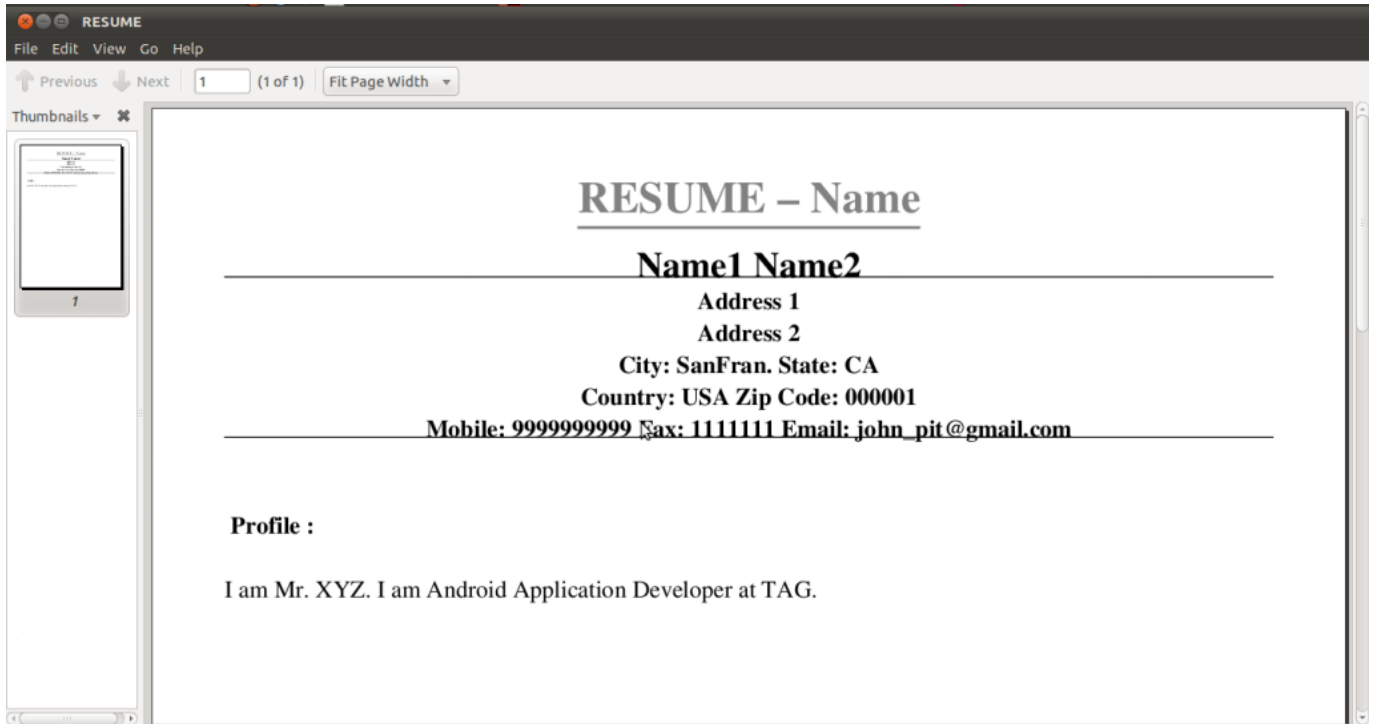 RESUME
File Edit View Go Help
Previous Next 1 (1 of 1) Fit Page Width
Thumbnails
1
RESUME – Name
Name1 Name2
Address 1
Address 2
City: SanFran. State: CA
Country: USA Zip Code: 000001
Mobile: 9999999999 Fax: 1111111 Email: john_pit@gmail.com
Profile :
I am Mr. XYZ. I am Android Application Developer at TAG.